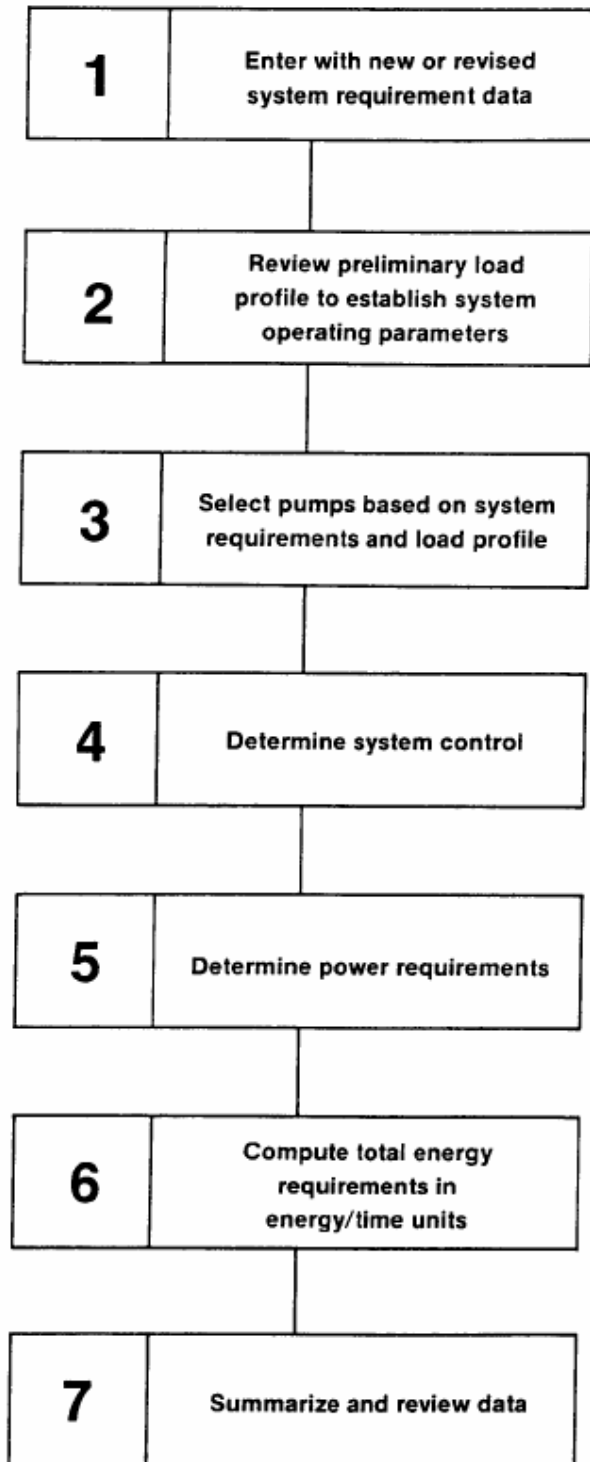 1
Enter with new or revised
system requirement data
2
Review preliminary load
profile to establish system
operating parameters
3
Select pumps based on system
requirements and load profile
4
Determine system control
5
Determine power requirements
6
Compute total energy
requirements in
energy/time units
7
Summarize and review data